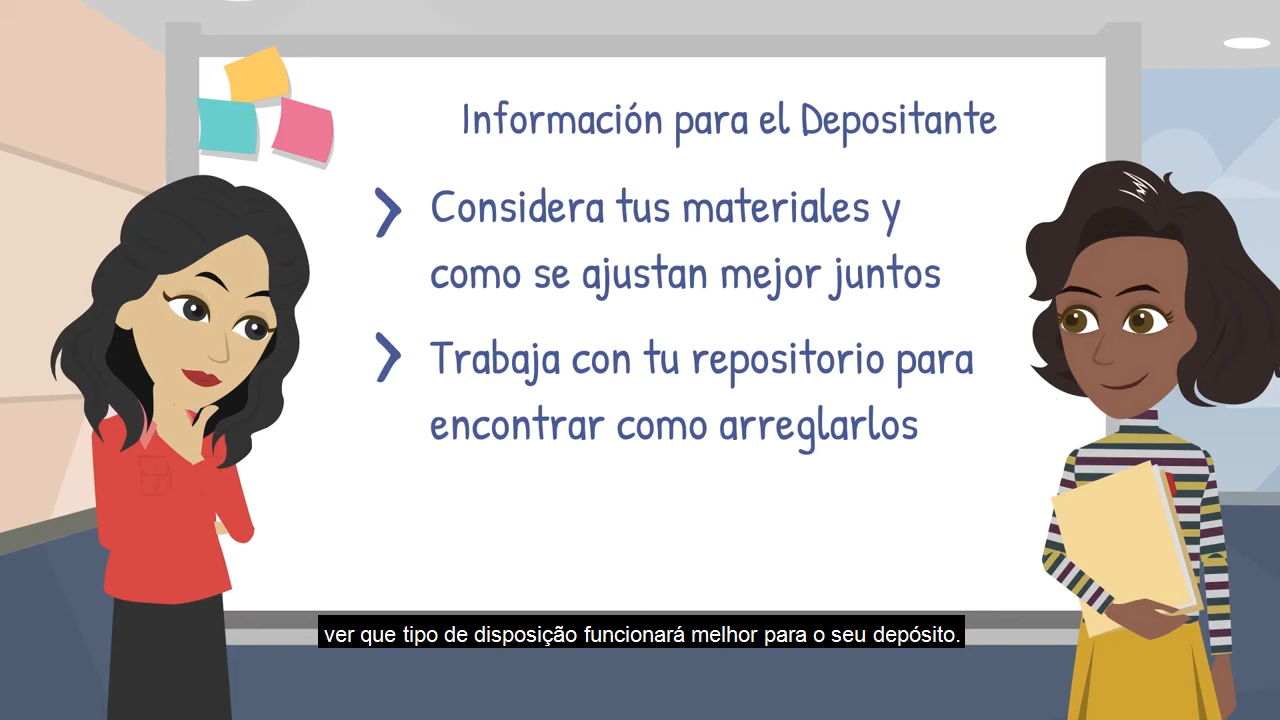 Información para el Depositante
Considera tus materiales y
como se ajustan mejor juntos
Trabaja con tu repositorio para
encontrar como arreglarlos
ver que tipo de disposição funcionará melhor para o seu depósito.